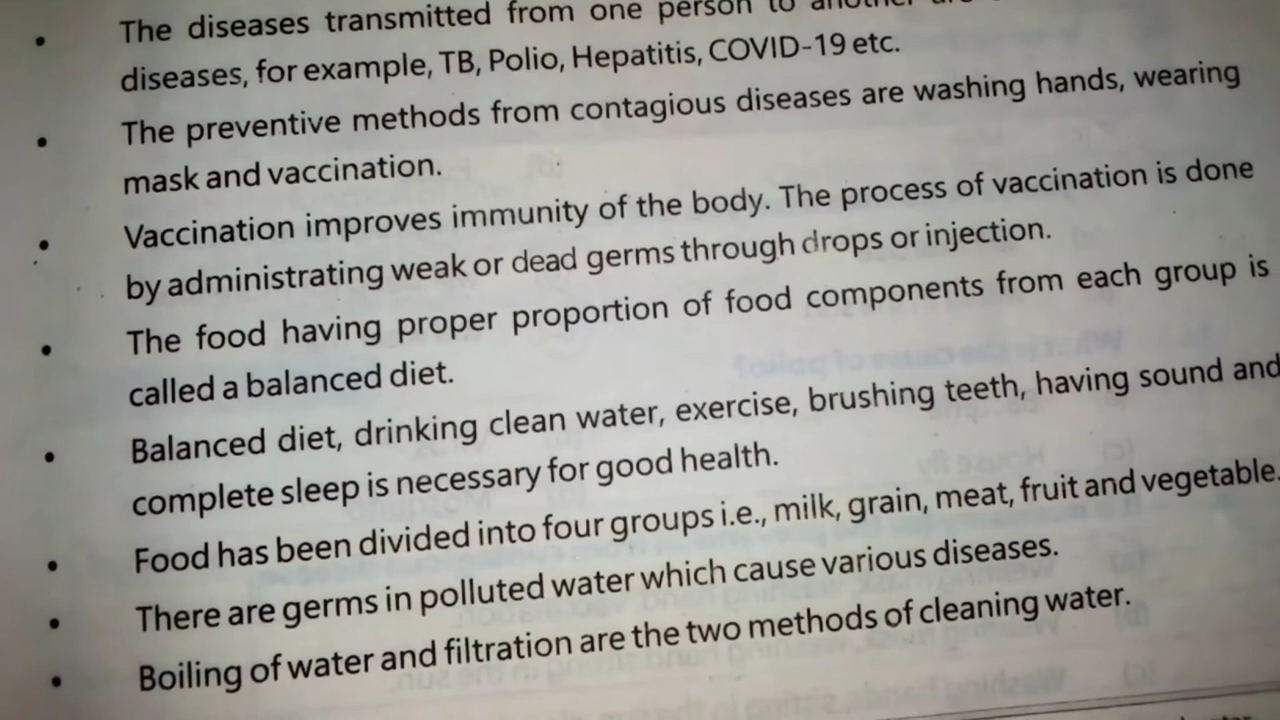 • The diseases transmitted from one person to another are
diseases, for example, TB, Polio, Hepatitis, COVID-19 etc.
• The preventive methods from contagious diseases are washing hands, wearing
mask and vaccination.
• Vaccination improves immunity of the body. The process of vaccination is done
by administrating weak or dead germs through drops or injection.
• The food having proper proportion of food components from each group is
called a balanced diet.
• Balanced diet, drinking clean water, exercise, brushing teeth, having sound and
complete sleep is necessary for good health.
• Food has been divided into four groups i.e., milk, grain, meat, fruit and vegetable.
• There are germs in polluted water which cause various diseases.
• Boiling of water and filtration are the two methods of cleaning water.